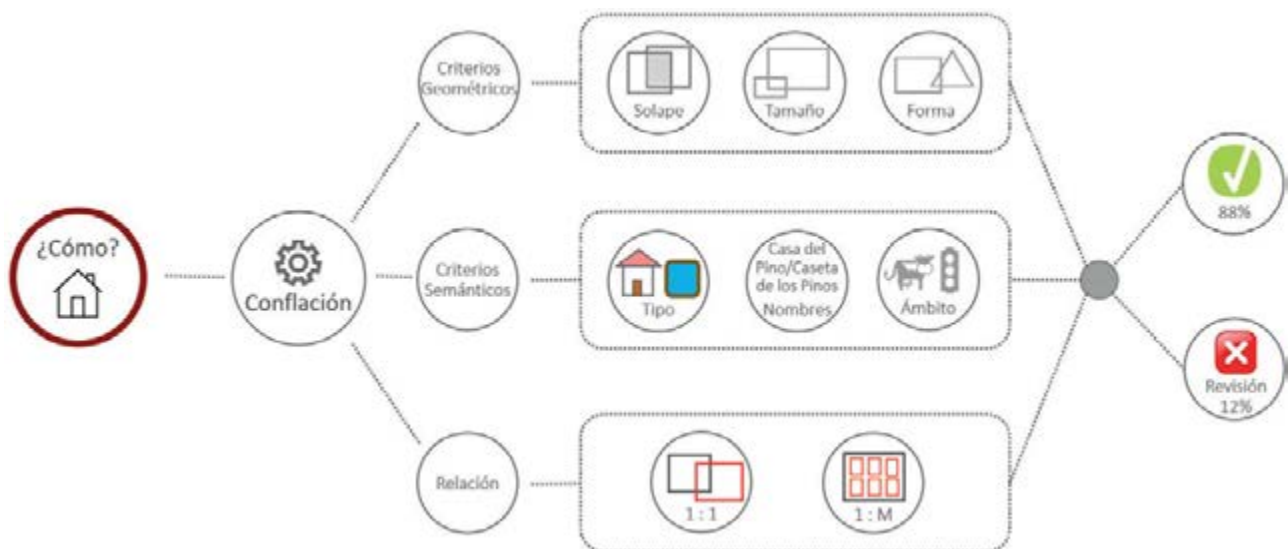 ¿Cómo?
Conflación
Criterios
Geométricos
Solape
Tamaño
Forma
Criterios
Semánticos
Tipo
Casa del
Pino/Caseta
de los Pinos
Nombres
Ámbito
Relación
1 : 1
1 : M
88%
Revisión
12%